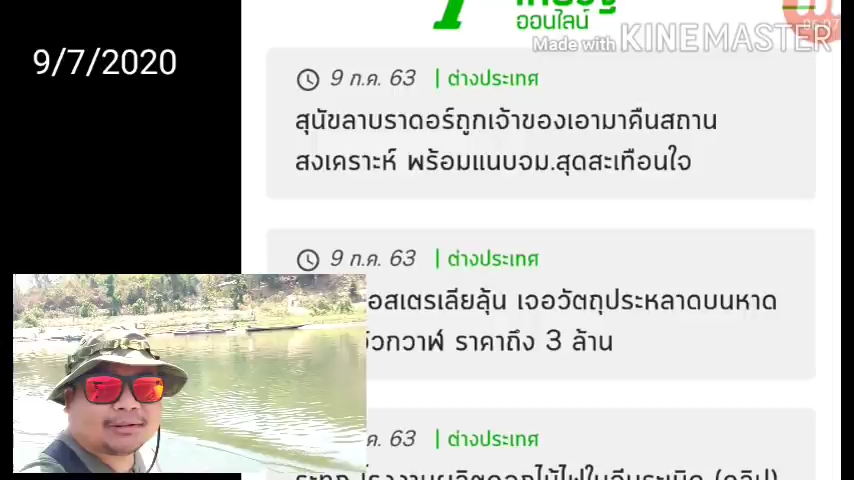 ออนไลน์
Made with KINEMASTER
9/7/2020
9 ก.ค. 63 | ต่างประเทศ
สุนัขลาบราดอร์ถูกเจ้าของเอามาคืนสถาน
สงเคราะห์ พร้อมแนบจม.สุดสะเทือนใจ
9 ก.ค. 63 | ต่างประเทศ
อสเตรเลียลุ้น เจอวัตถุประหลาดบนหาด
ราคาถึง 3 ล้าน
ค. 63 | ต่างประเทศ